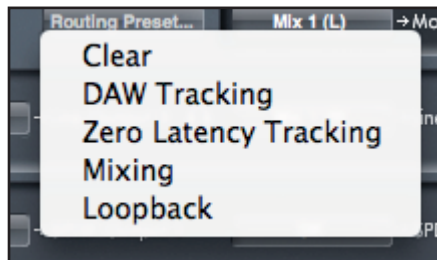 Routing Preset... Mix 1 (L) → Mo
Clear
DAW Tracking
Zero Latency Tracking
Mixing
Loopback